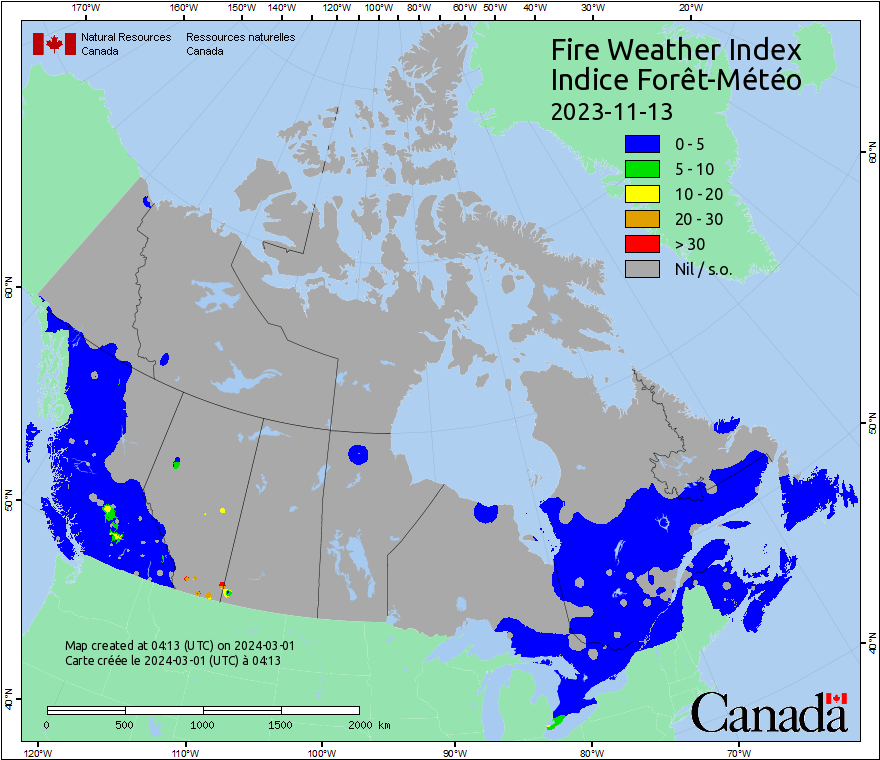 170°W 160°W 150°W 140°W 130°W 120°W 110°W 100°W 90°W 80°W 60°W 50°W 40°W 30°W 20°W
Natural Resources Ressources naturelles
Canada Canada
Fire Weather Index
Indice Forêt-Météo
2023-11-13
0 - 5
5 - 10
10 - 20
20 - 30
> 30
Nil / s.o.
60°N
60°N
50°N
50°N
40°N
40°N
Map created at 04:13 (UTC) on 2024-03-01
Carte créée le 2024-03-01 (UTC) à 04:13
0 500 1000 1500 2000 km
Canada
120°W 110°W 100°W 90°W 80°W 70°W